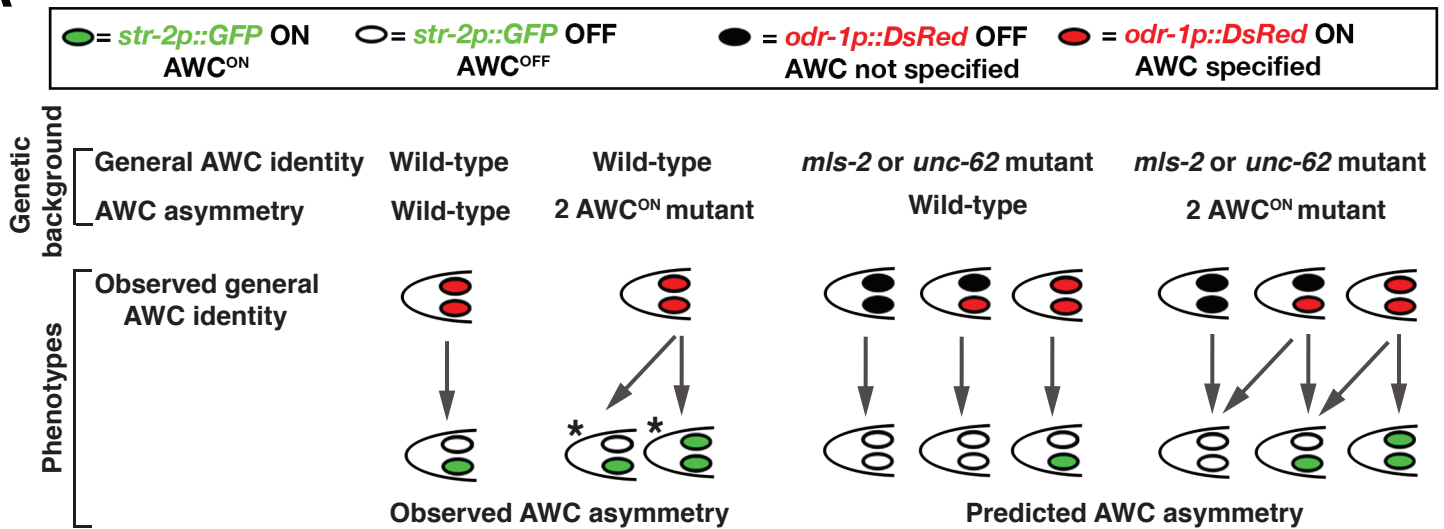 = str-2p::GFP ON
AWC^ON
= str-2p::GFP OFF
AWC^OFF
= odr-1p::DsRed OFF
AWC not specified
= odr-1p::DsRed ON
AWC specified
Genetic
background
General AWC identity
Wild-type
Wild-type
mls-2 or unc-62 mutant
mls-2 or unc-62 mutant
AWC asymmetry
Wild-type
2 AWC^ON mutant
Wild-type
2 AWC^ON mutant
Phenotypes
Observed general
AWC identity
*
*
Observed AWC asymmetry
Predicted AWC asymmetry